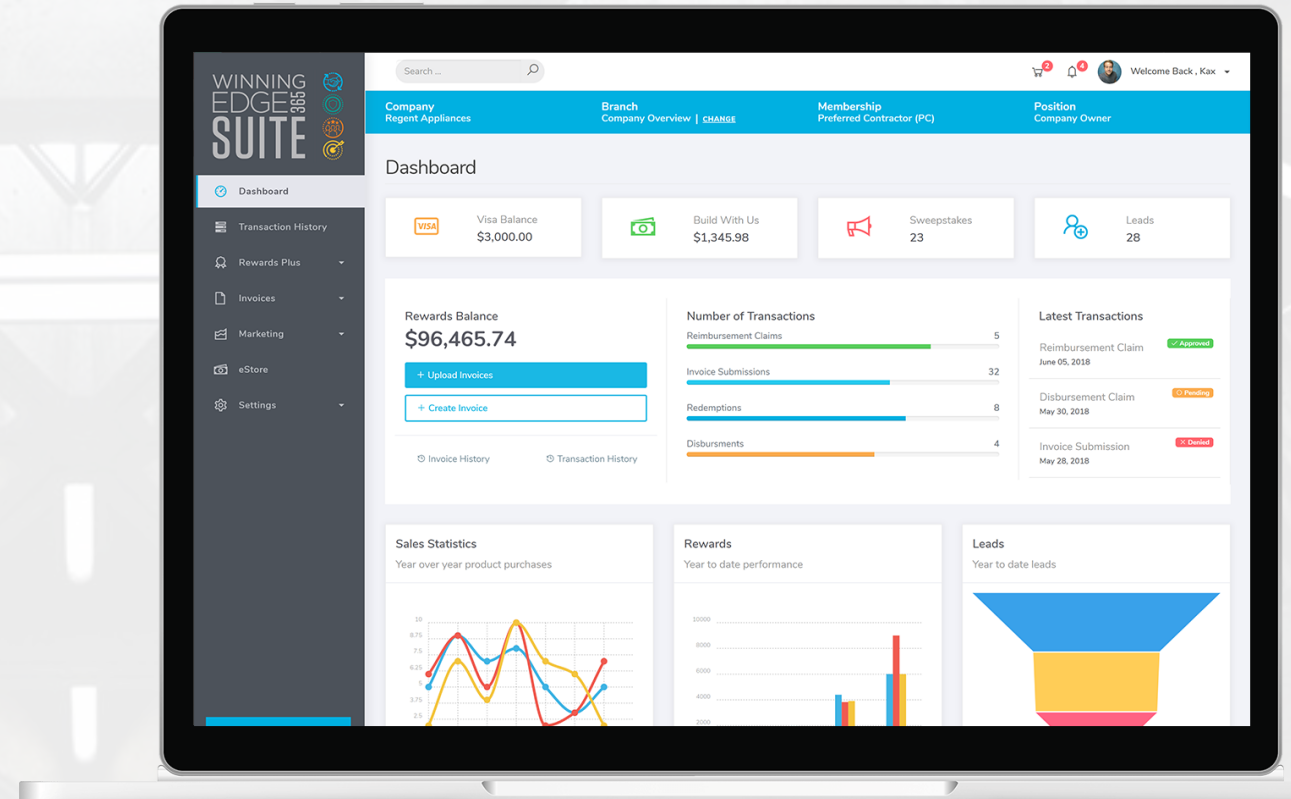 WINNING
EDGE 365
SUITE
Search ...
2
4
Welcome Back , Kax
Company
Regent Appliances
Branch
Company Overview | CHANGE
Membership
Preferred Contractor (PC)
Position
Company Owner
Dashboard
Transaction History
Rewards Plus
Invoices
Marketing
eStore
Settings
Dashboard
VISA
Visa Balance
$3,000.00
Build With Us
$1,345.98
Sweepstakes
23
Leads
28
Rewards Balance
$96,465.74
+ Upload Invoices
+ Create Invoice
Invoice History
Transaction History
Number of Transactions
Reimbursement Claims 5
Invoice Submissions 32
Redemptions 8
Disbursments 4
Latest Transactions
Reimbursement Claim
Approved
June 05, 2018
Disbursement Claim
Pending
May 30, 2018
Invoice Submission
Denied
May 28, 2018
Sales Statistics
Year over year product purchases
10
8.75
7.5
6.25
5
3.75
2.5
Rewards
Year to date performance
10000
8000
6000
4000
2000
Leads
Year to date leads